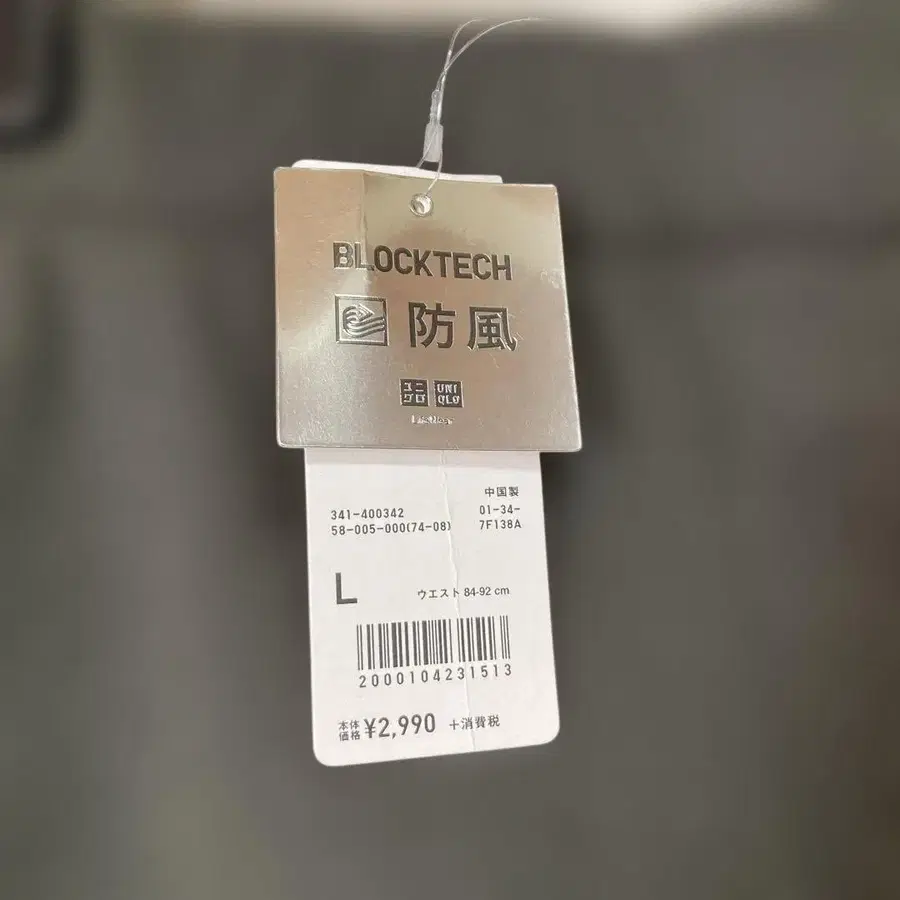 BLOCKTECH
防風
ユニ
クロ
UNI
QLO
LifeWear
中国製
341-400342 01-34-
58-005-000(74-08) 7F138A
L ウエスト 84-92 cm
2000104231513
本体価格 ¥2,990 +消費税